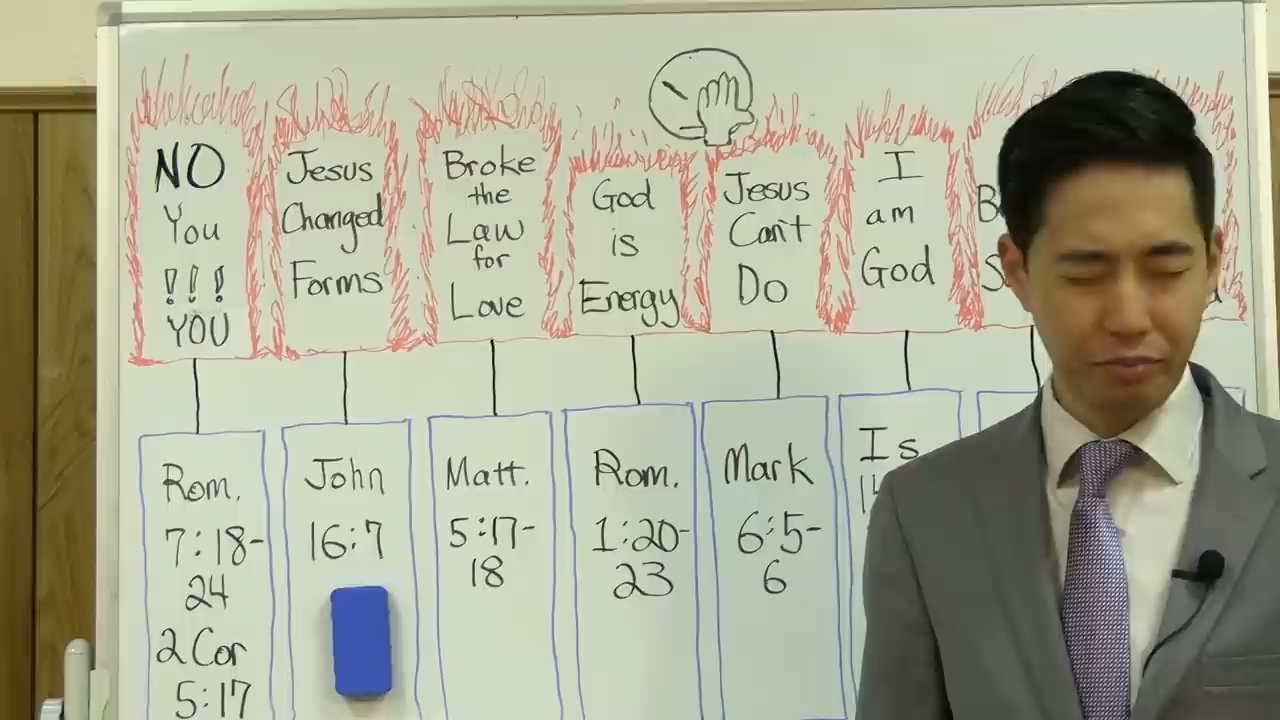 NO
You
!!!
YOU
Jesus
Changed
Forms
Broke
the
Law
for
Love
God
is
Energy
Jesus
Can't
Do
I
am
God
B
S
Rom.
7:18-
24
2 Cor
5:17
John
16:7
Matt.
5:17-
18
Rom.
1:20-
23
Mark
6:5-
6
Is